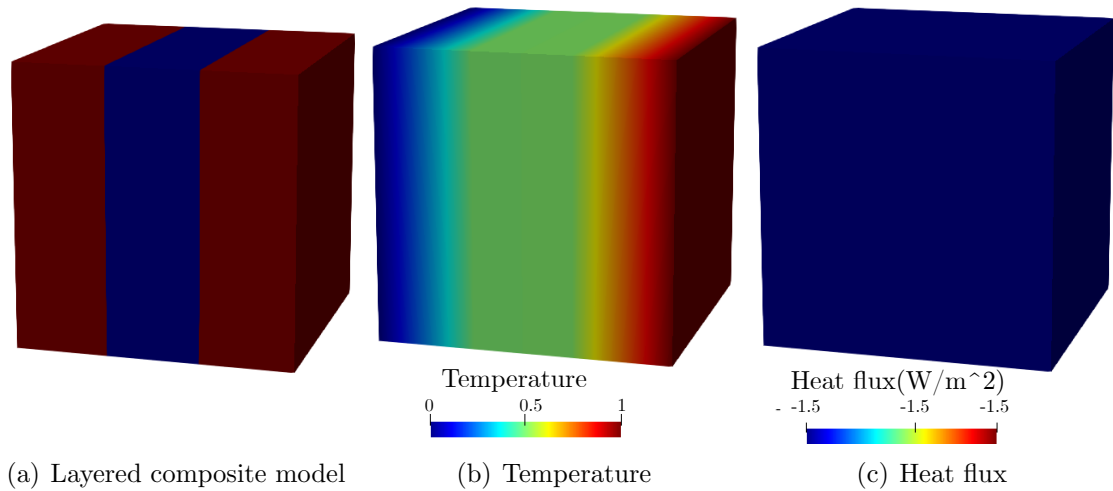 Temperature
0 0.5 1
Heat flux(W/m^2)
- -1.5 -1.5 -1.5
(a) Layered composite model (b) Temperature (c) Heat flux